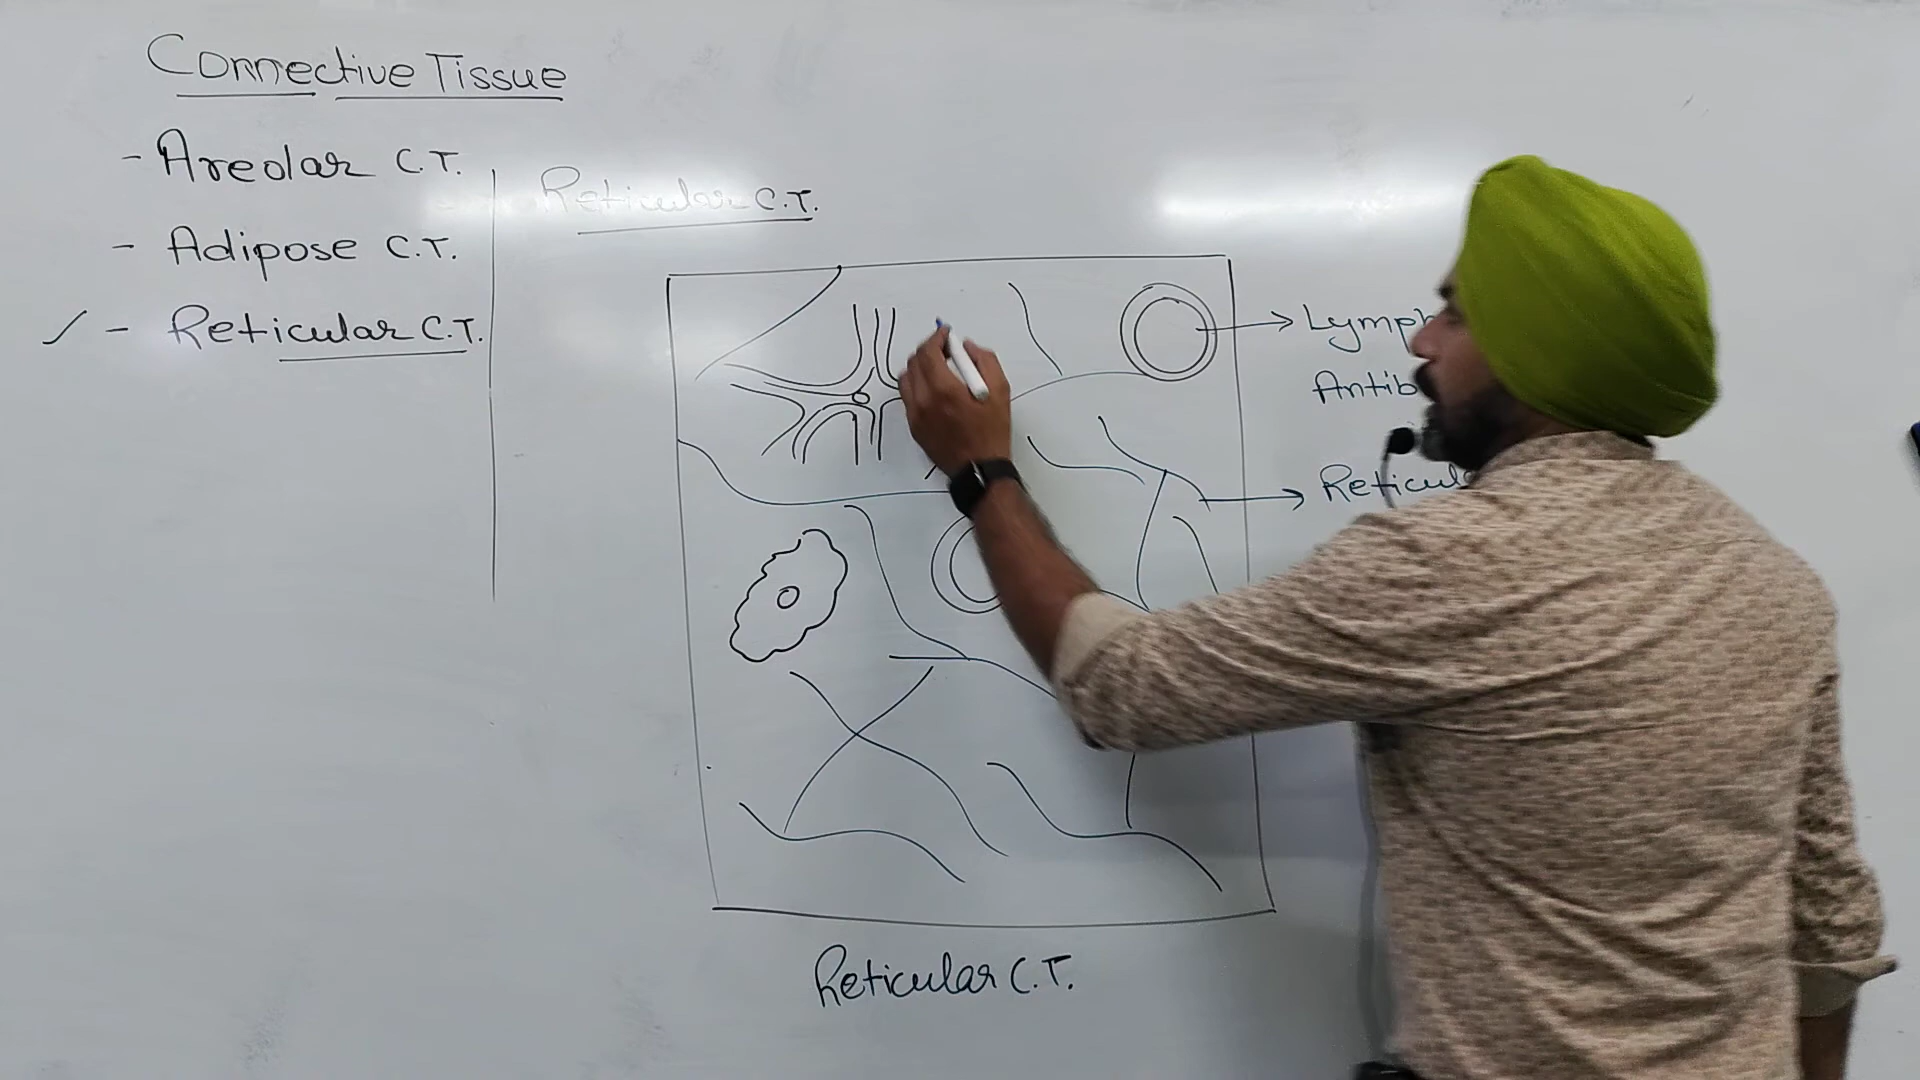 Connective Tissue
- Areolar C.T.
- Adipose C.T.
✓ - Reticular C.T.
Reticular C.T.
Reticular C.T.